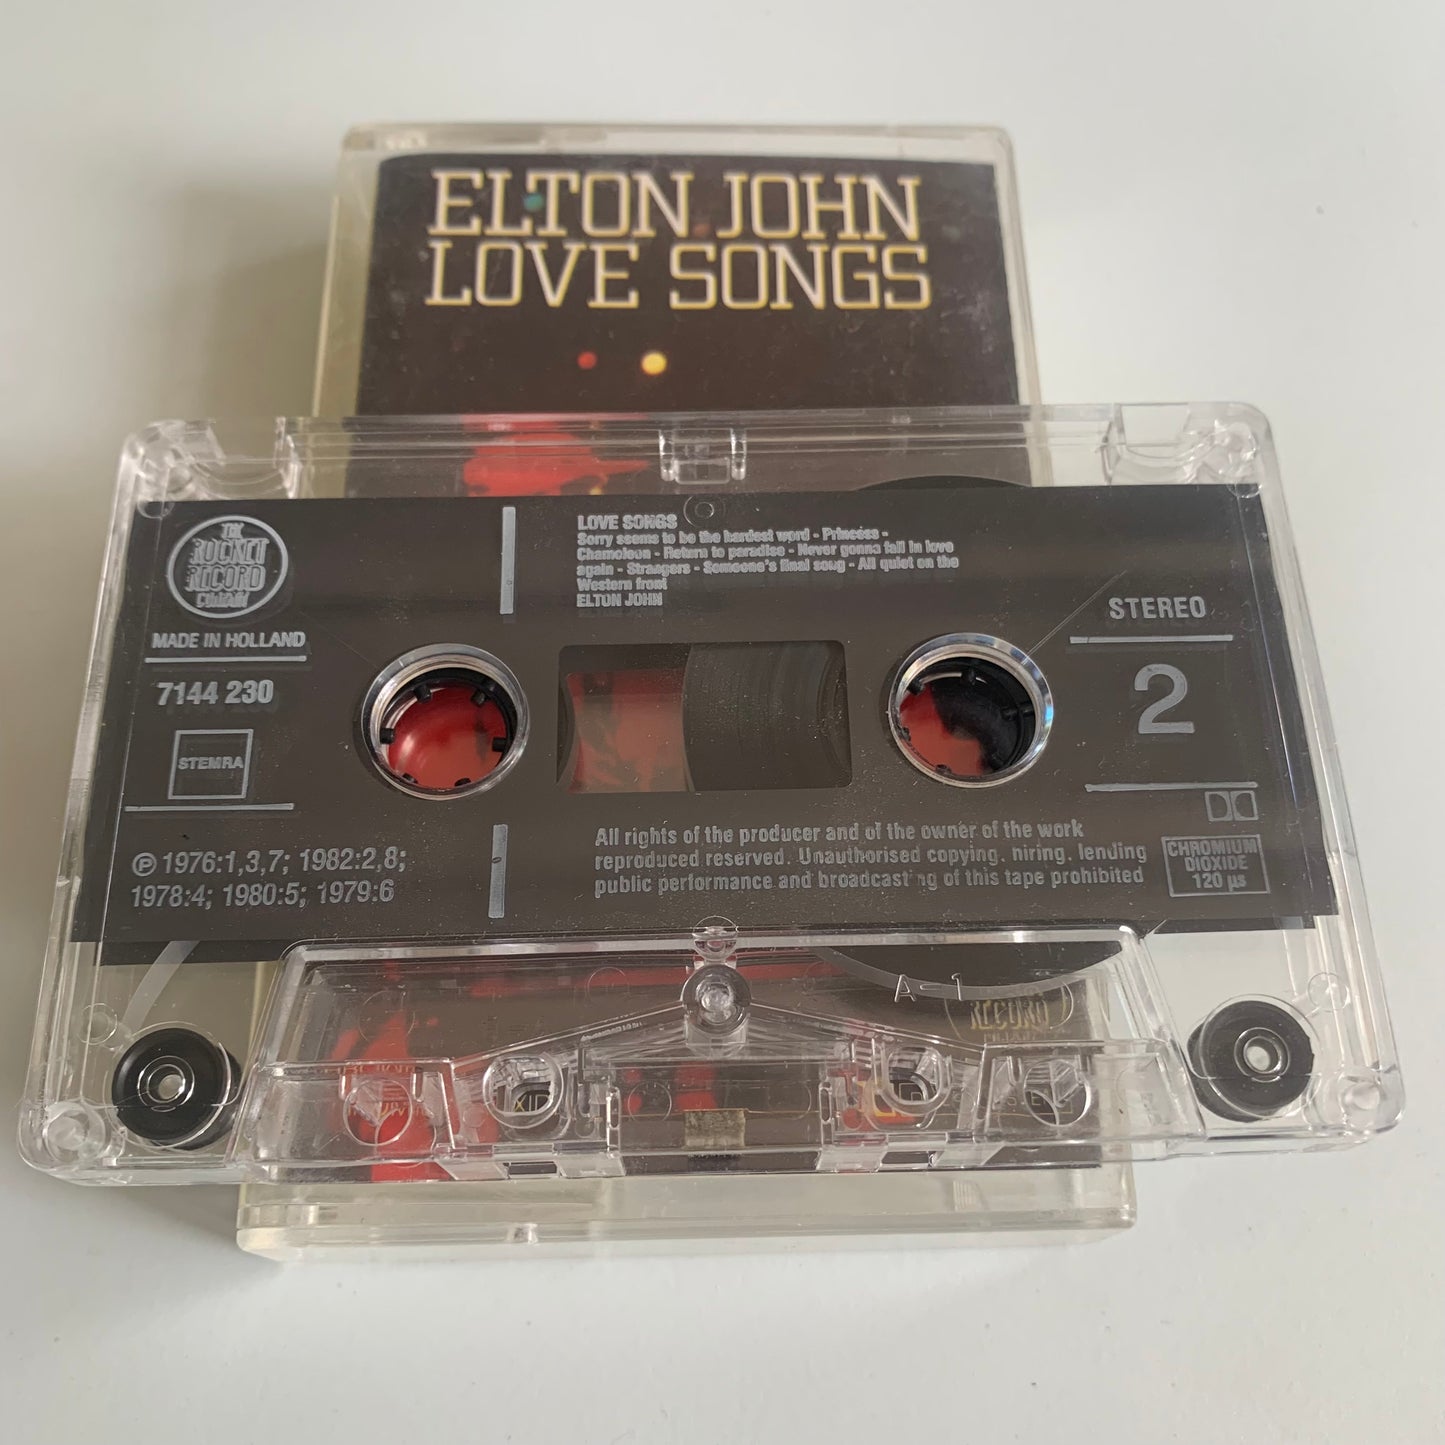 ELTON JOHN
LOVE SONGS
THE
ROCKET
RECORD
COMPANY
MADE IN HOLLAND
7144 230
STEMRA
LOVE SONGS
Sorry seems to be the hardest word - Princess -
Chameleon - Return to paradise - Never gonna fall in love
again - Strangers - Someone's final song - All quiet on the
Western front
ELTON JOHN
STEREO
2
℗ 1976:1,3,7; 1982:2,8;
1978:4; 1980:5; 1979:6
All rights of the producer and of the owner of the work
reproduced reserved. Unauthorised copying, hiring, lending
public performance and broadcasting of this tape prohibited
CHROMIUM
DIOXIDE
120 µs
A-1
RECORD